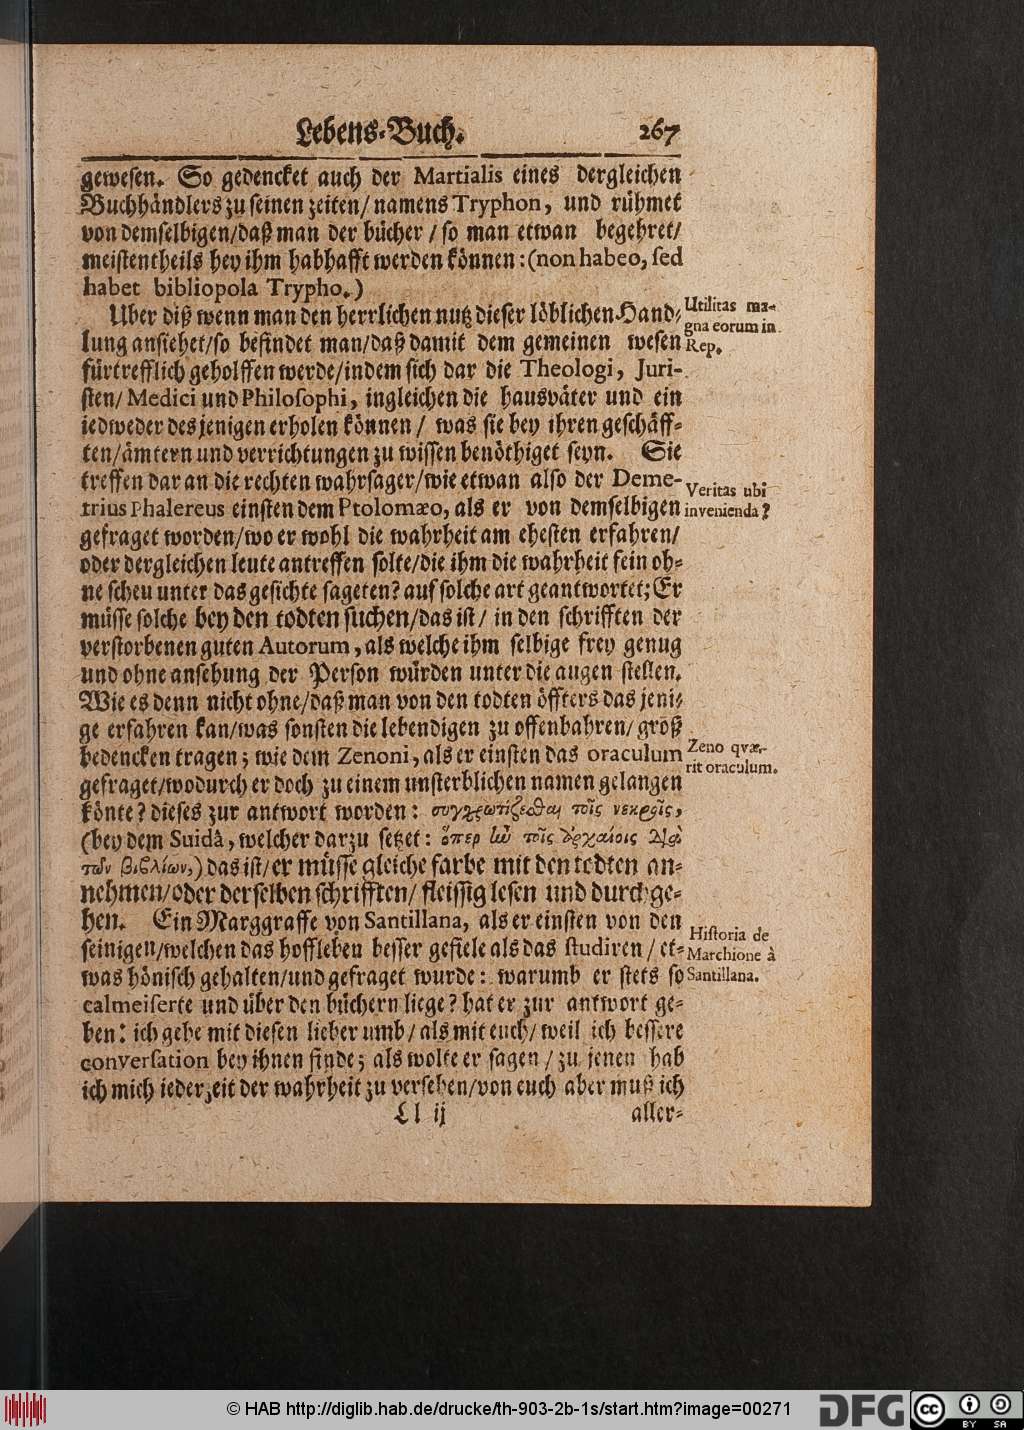 Lebens-Buch. 267
gewesen. So gedencket auch der Martialis eines dergleichen
Buchhändlers zu seinen zeiten/ namens Tryphon, und rühmet
von demselbigen/ daß man der bücher / so man etwan begehret/
meistentheils bey ihm habhafft werden können: (non habeo, sed
habet bibliopola Trypho.)
Uber diß wenn man den herrlichen nutz dieser löblichen Hand-
lung ansiehet/ so befindet man/ daß damit dem gemeinen wesen
fürtrefflich geholffen werde/ indem sich dar die Theologi, Juri-
sten/ Medici und Philosophi, ingleichen die hausväter und ein
iedweder desjenigen erholen können / was sie bey ihren geschäff-
ten/ ämtern und verrichtungen zu wissen benöthiget seyn. Sie
treffen dar an die rechten wahrsager/ wie etwan also der Deme-
trius Phalereus einsten dem Ptolomæo, als er von demselbigen
gefraget worden/ wo er wohl die wahrheit am ehesten erfahren/
oder dergleichen leute antreffen solte/ die ihm die wahrheit fein oh-
ne scheu unter das gesichte sageten? auf solche art geantwortet; Er
müsse solche bey den todten suchen/ das ist / in den schrifften der
verstorbenen guten Autorum, als welche ihm selbige frey genug
und ohne ansehung der Person würden unter die augen stellen.
Wie es denn nicht ohne/ daß man von den todten öffters das jeni-
ge erfahren kan/ was sonsten die lebendigen zu offenbahren/ groß
bedencken tragen; wie dem Zenoni, als er einsten das oraculum
gefraget/ wodurch er doch zu einem unsterblichen namen gelangen
könte? dieses zur antwort worden: συγχρωτίζεσθαι τοῖς νεκροῖς,
(bey dem Suidâ, welcher darzu setzet: ὅπερ ἰῶ τοῖς ἀρχαίοις διὰ
τῶν βιβλίων,) das ist/ er müsse gleiche farbe mit den todten an-
nehmen/ oder derselben schrifften/ fleissig lesen und durchge-
hen. Ein Marggraffe von Santillana, als er einsten von den
seinigen/ welchen das hoffleben besser gefiele als das studiren / et-
was hönisch gehalten/ und gefraget wurde: warumb er stets so
calmeiserte und über den büchern liege? hat er zur antwort ge-
ben: ich gehe mit diesen lieber umb/ als mit euch/ weil ich bessere
conversation bey ihnen finde; als wolte er sagen / zu jenen hab
ich mich iederzeit der wahrheit zu versehen/ von euch aber muß ich
Ll ij aller-
Utilitas ma-
gna eorum in
Rep.
Veritas ubi
invenienda?
Zeno qvæ-
rit oraculum.
Historia de
Marchione à
Santillana.
© HAB http://diglib.hab.de/drucke/th-903-2b-1s/start.htm?image=00271
DFG
cc BY SA